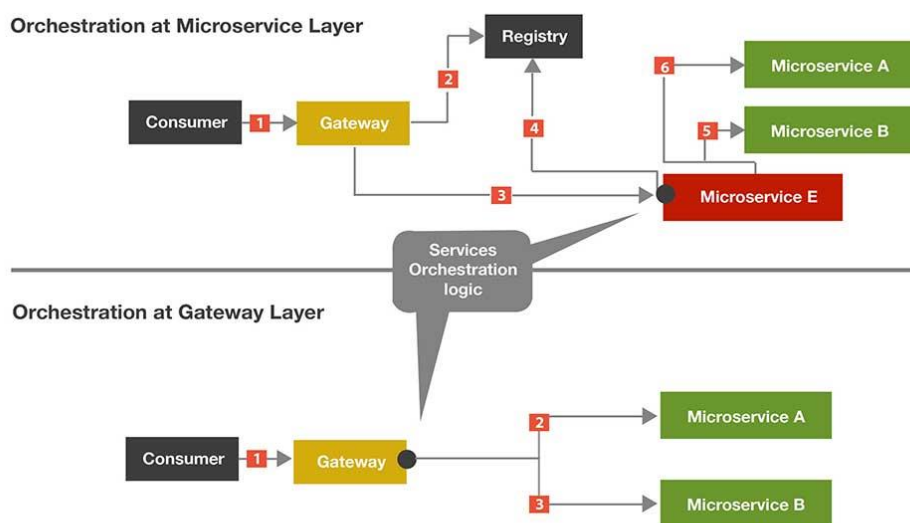 Orchestration at Microservice Layer
Registry
2
6
Microservice A
Consumer
1
Gateway
4
5
Microservice B
3
Microservice E
Services
Orchestration
logic
Orchestration at Gateway Layer
2
Microservice A
Consumer
1
Gateway
3
Microservice B